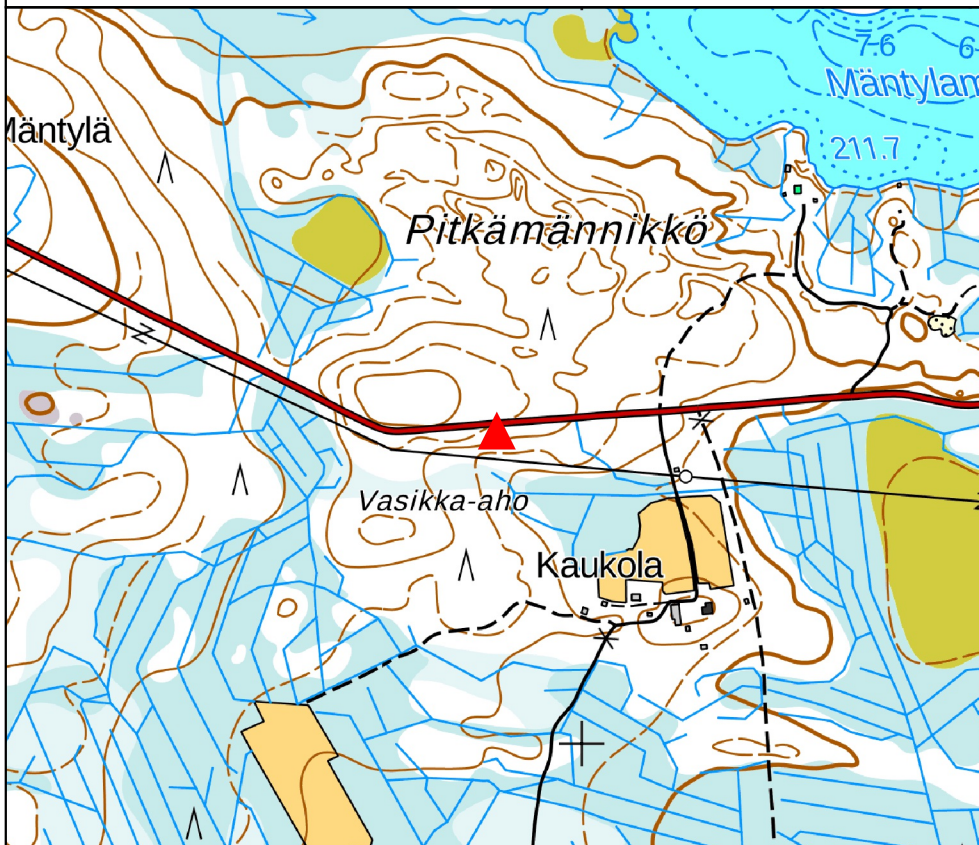 7.6
6
Mäntylam
Mäntylä
211.7
Pitkämännikkö
Vasikka-aho
Kaukola